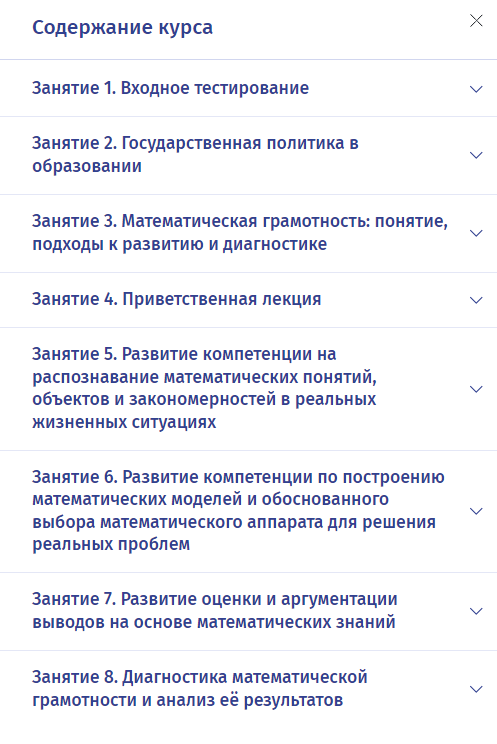 Содержание курса
Занятие 1. Входное тестирование
Занятие 2. Государственная политика в
образовании
Занятие 3. Математическая грамотность: понятие,
подходы к развитию и диагностике
Занятие 4. Приветственная лекция
Занятие 5. Развитие компетенции на
распознавание математических понятий,
объектов и закономерностей в реальных
жизненных ситуациях
Занятие 6. Развитие компетенции по построению
математических моделей и обоснованного
выбора математического аппарата для решения
реальных проблем
Занятие 7. Развитие оценки и аргументации
выводов на основе математических знаний
Занятие 8. Диагностика математической
грамотности и анализ её результатов